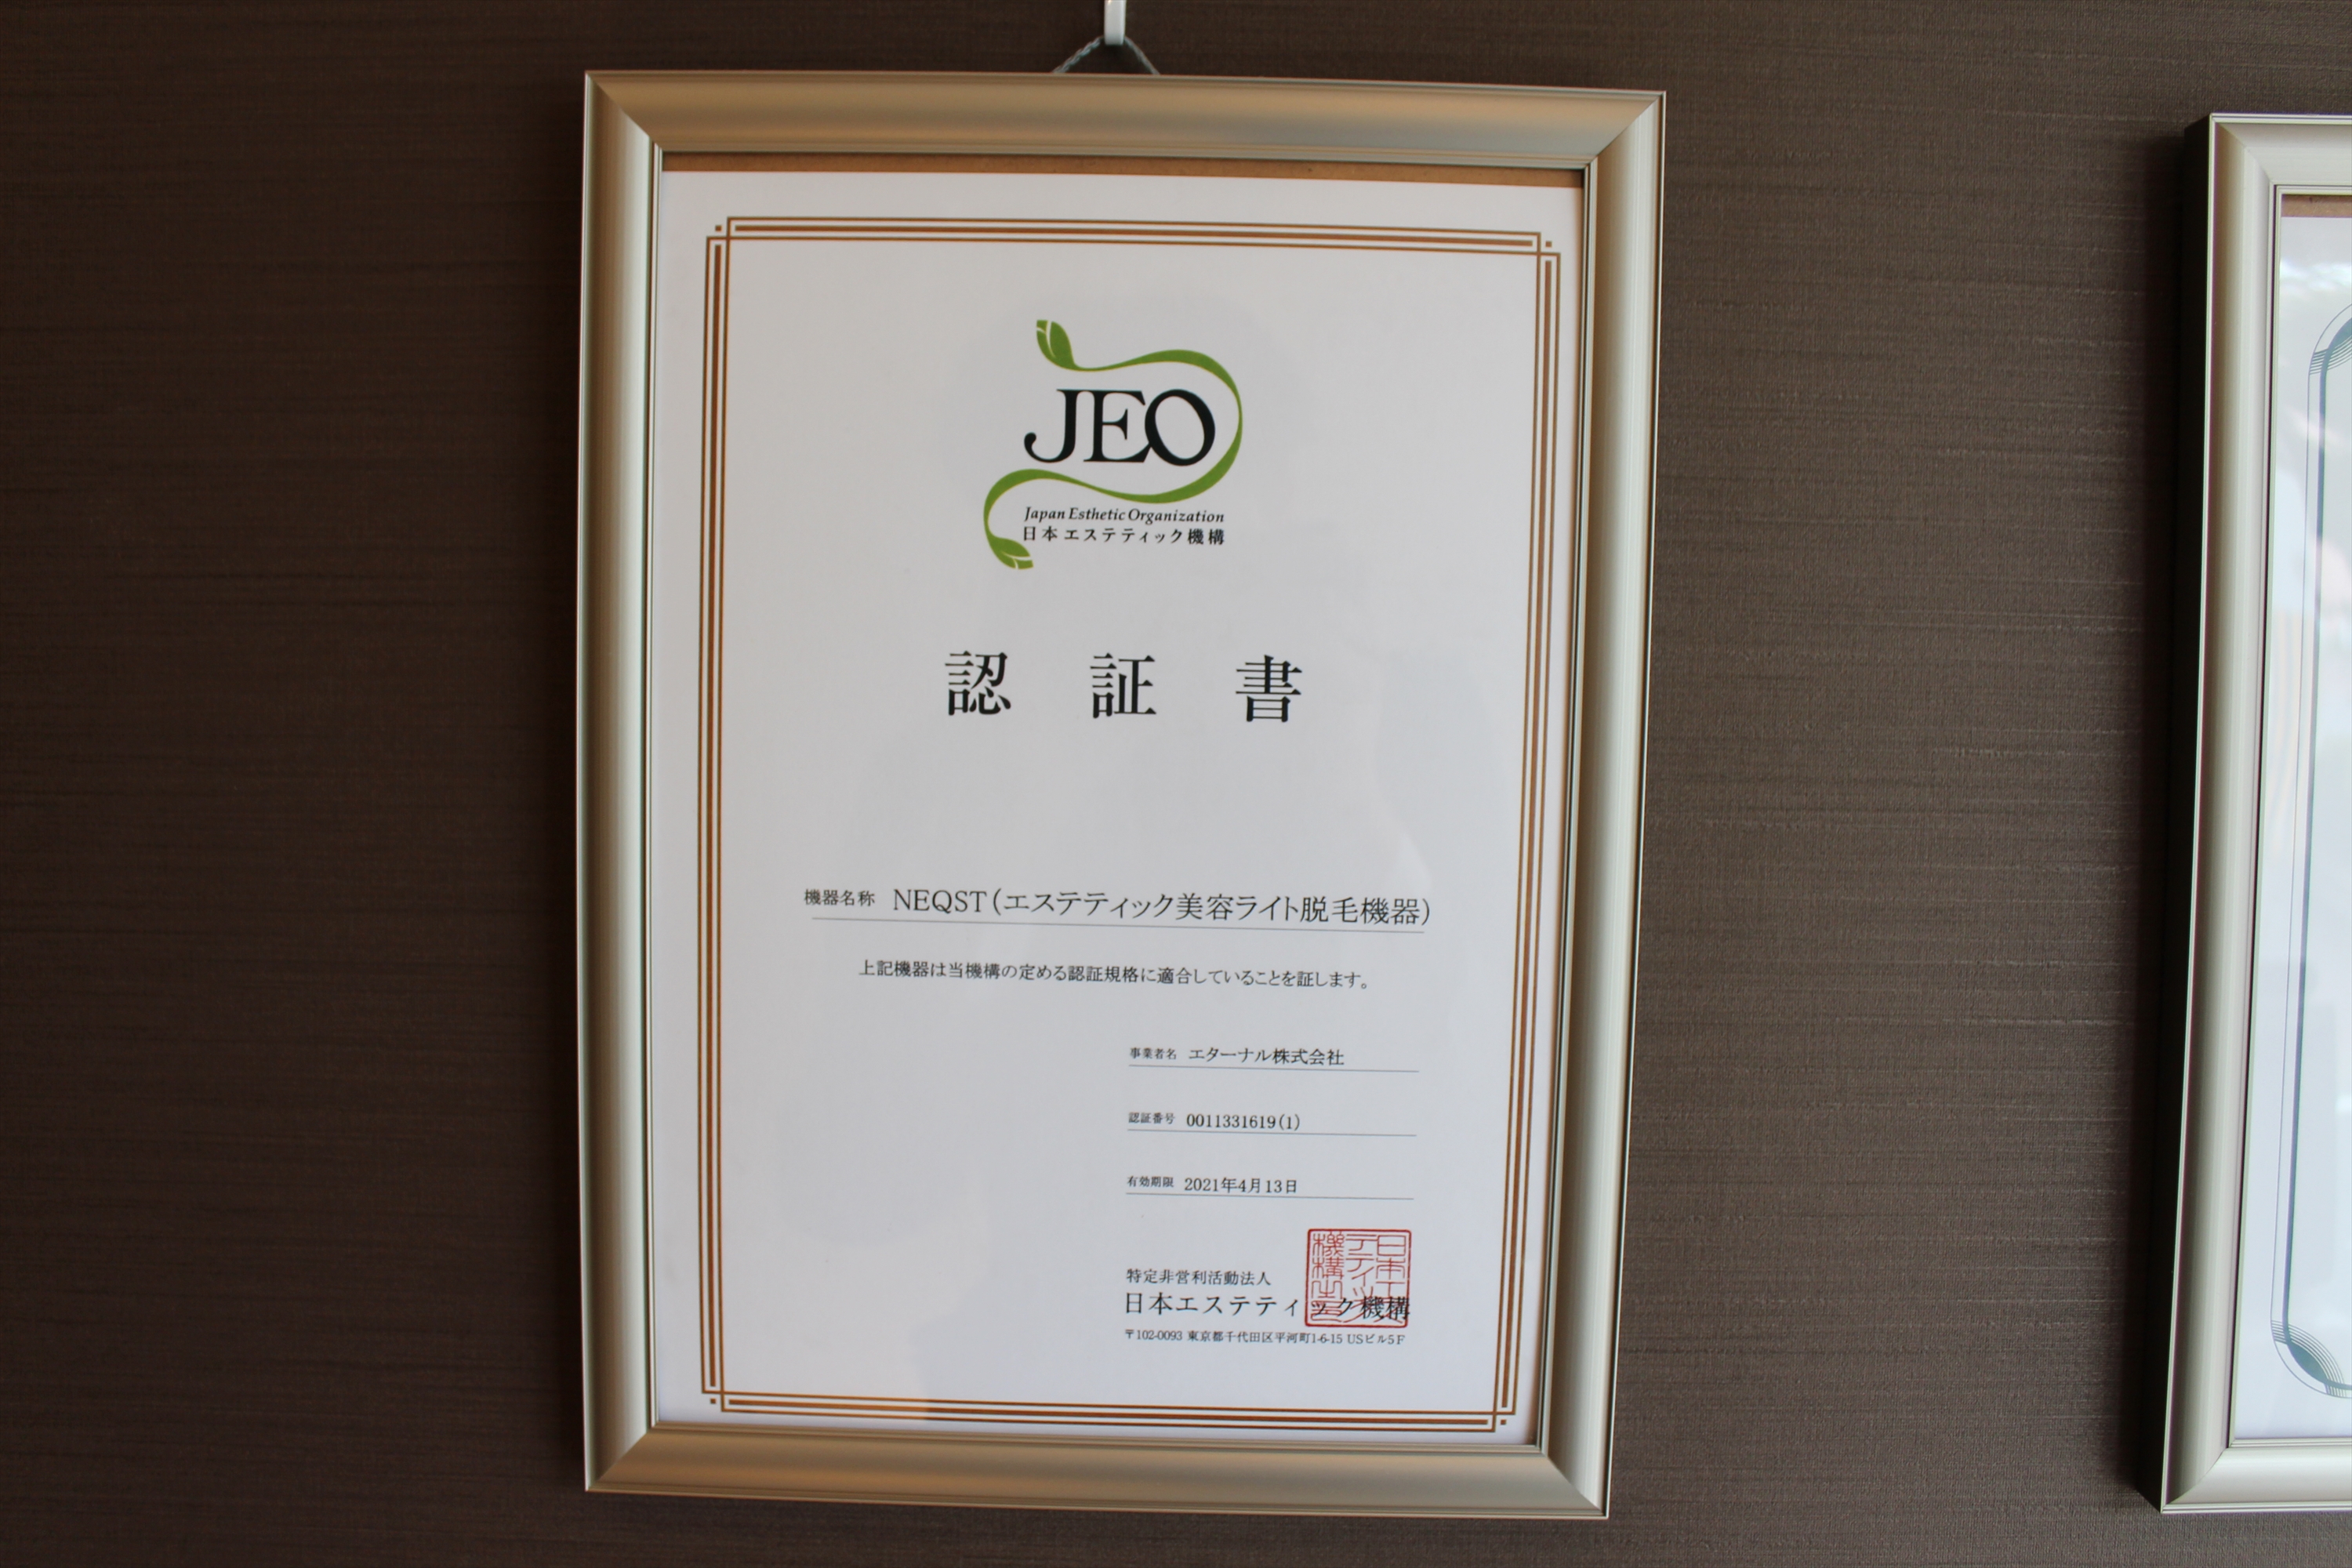 JEO
Japan Esthetic Organization
日本エステティック機構
認証書
機器名称 NEQST(エステティック美容ライト脱毛機器)
上記機器は当機構の定める認証規格に適合していることを証します。
事業者名 エターナル株式会社
認証番号 0011331619(1)
有効期限 2021年4月13日
特定非営利活動法人
日本エステティック機構
〒102-0093 東京都千代田区平河町1-6-15 USビル5F